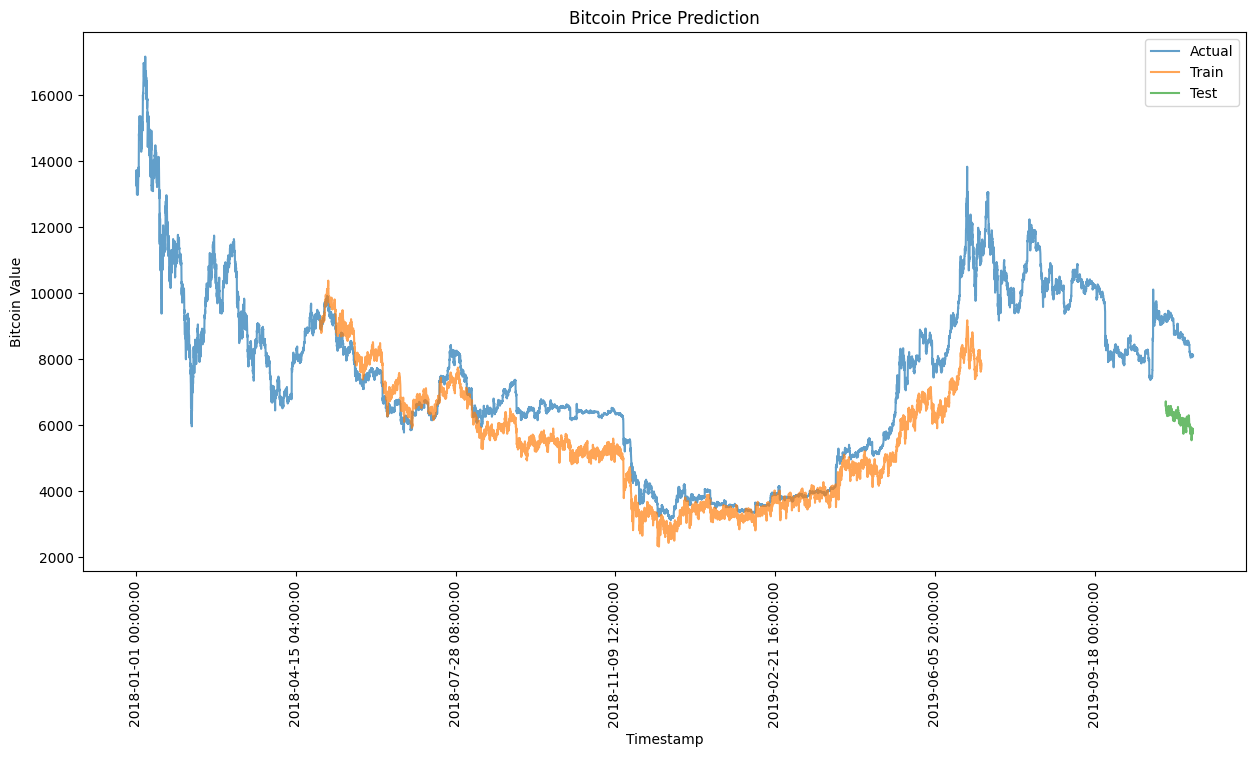 Bitcoin Price Prediction
Actual
Train
Test
Bitcoin Value
16000
14000
12000
10000
8000
6000
4000
2000
2018-01-01 00:00:00
2018-04-15 04:00:00
2018-07-28 08:00:00
2018-11-09 12:00:00
2019-02-21 16:00:00
2019-06-05 20:00:00
2019-09-18 00:00:00
Timestamp